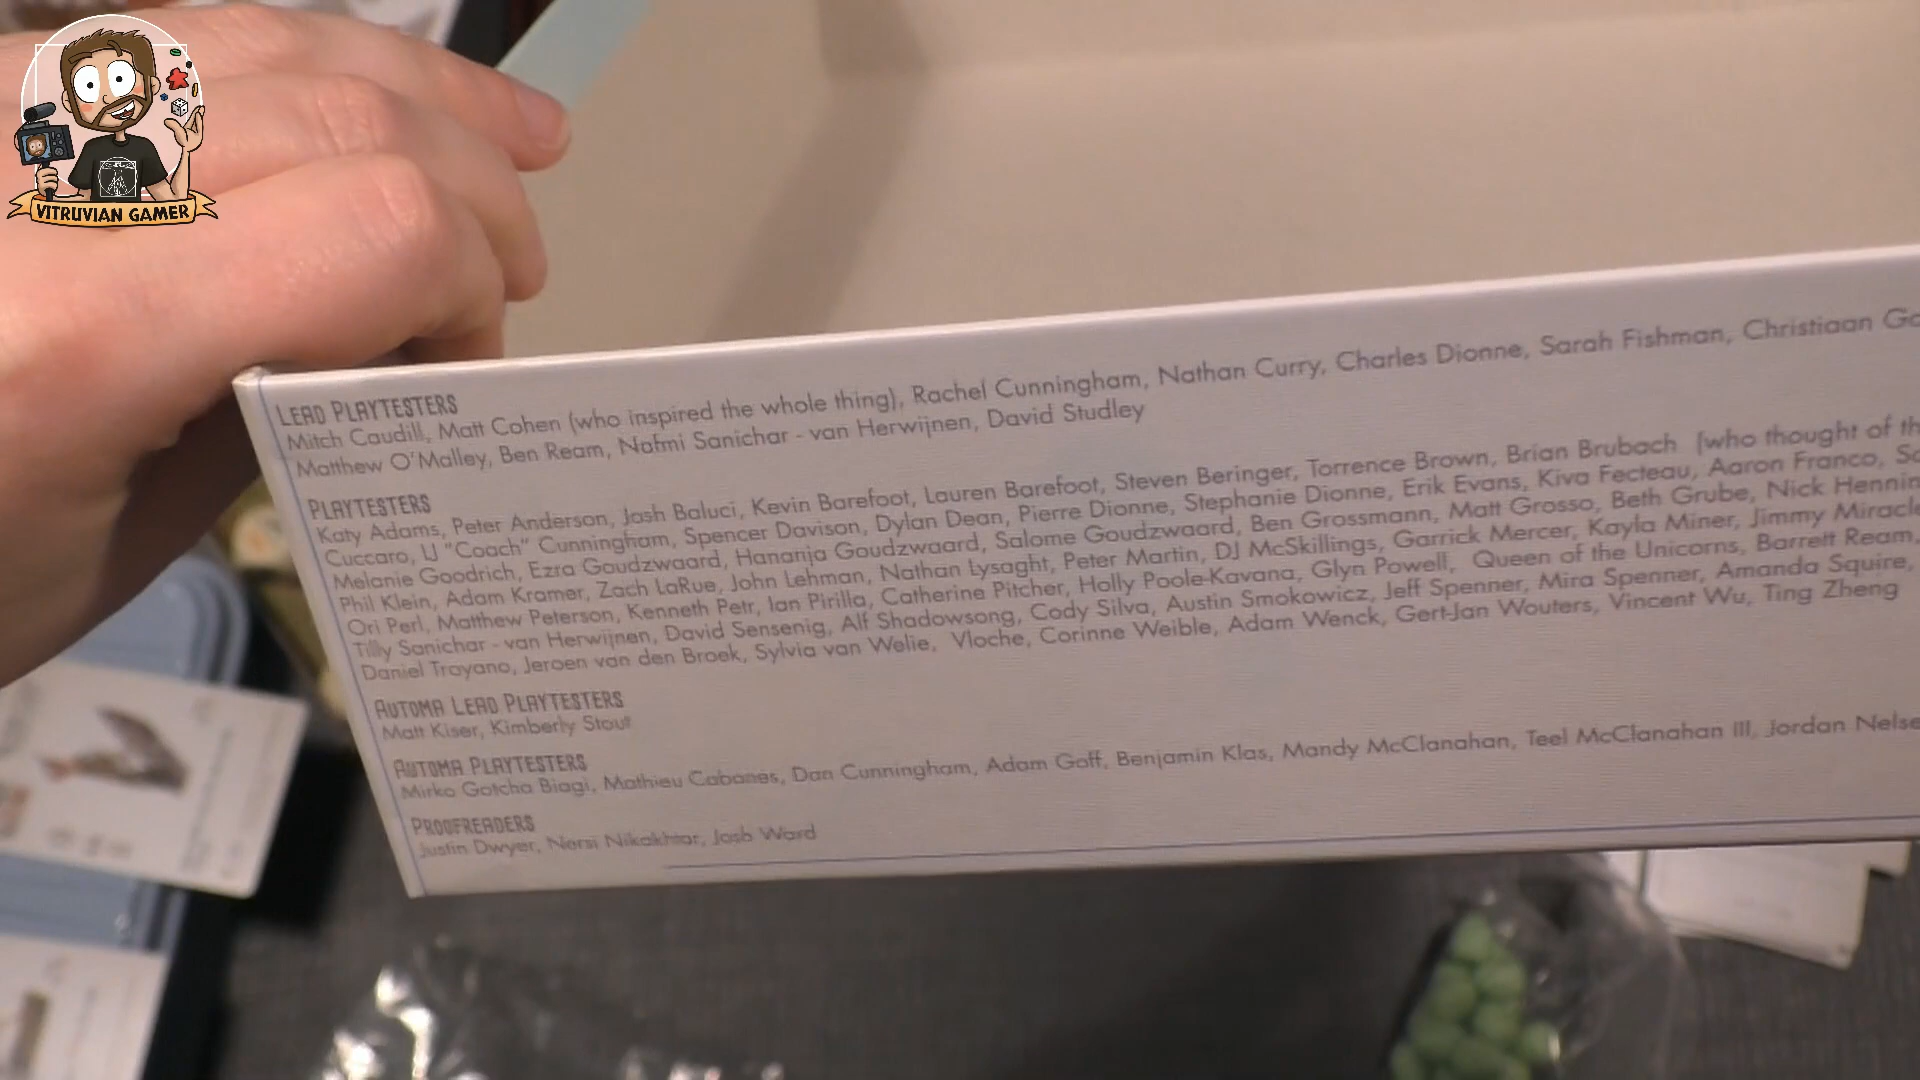 VITRUVIAN GAMER
LEAD PLAYTESTERS
Mitch Caudill, Matt Cohen (who inspired the whole thing), Rachel Cunningham, Nathan Curry, Charles Dionne, Sarah Fishman, Christiaan
Matthew O'Malley, Ben Ream, Nafmi Sanichar - van Herwijnen, David Studley
PLAYTESTERS
Katy Adams, Peter Anderson, Josh Baluci, Kevin Barefoot, Lauren Barefoot, Steven Beringer, Torrence Brown, Brian Brubach (who thought of
Cuccaro, LJ "Coach" Cunningham, Spencer Davison, Dylan Dean, Pierre Dionne, Stephanie Dionne, Erik Evans, Kiva Fecteau, Aaron Franco,
Melanie Goodrich, Ezra Goudzwaard, Hananja Goudzwaard, Salome Goudzwaard, Ben Grossmann, Matt Grosso, Beth Grube, Nick
Phil Klein, Adam Kramer, Zach LaRue, John Lehman, Nathan Lysaght, Peter Martin, DJ McSkillings, Garrick Mercer, Kayla Miner, Jimmy
Ori Perl, Matthew Peterson, Kenneth Petr, Ian Pirilla, Catherine Pitcher, Holly Poole-Kavana, Glyn Powell, Queen of the Unicorns, Barrett Ream,
Tilly Sanichar - van Herwijnen, David Sensenig, Alf Shadowsong, Cody Silva, Austin Smokowicz, Jeff Spenner, Mira Spenner, Amanda Squire,
Daniel Troyano, Jeroen van den Broek, Sylvia van Welie, Vloche, Corinne Weible, Adam Wenck, Gert-Jan Wouters, Vincent Wu, Ting Zheng
AUTOMA LEAD PLAYTESTERS
Matt Kiser, Kimberly Stout
AUTOMA PLAYTESTERS
Mirko Gotcha Biagi, Mathieu Cabanes, Dan Cunningham, Adam Goff, Benjamin Klas, Mandy McClanahan, Teel McClanahan III, Jordan
PROOFREADERS
Justin Dwyer, Nersi Nikakhtar, Josh Ward